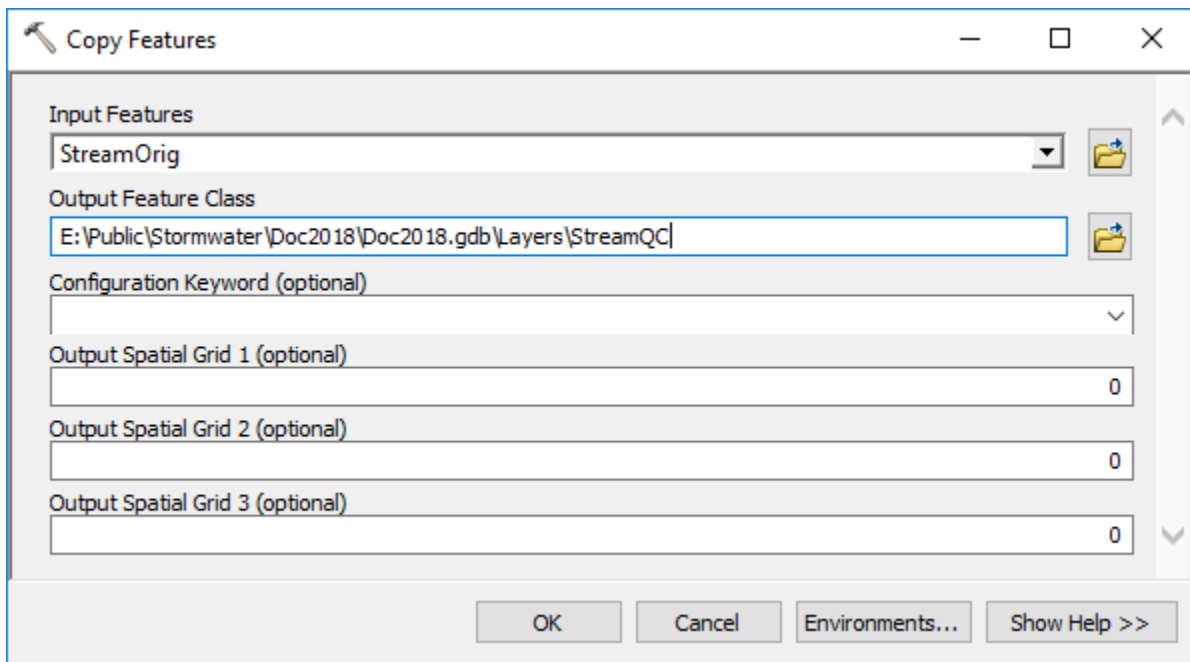 Copy Features
Input Features
StreamOrig
Output Feature Class
E:\Public\Stormwater\Doc2018\Doc2018.gdb\Layers\StreamQC
Configuration Keyword (optional)
Output Spatial Grid 1 (optional)
0
Output Spatial Grid 2 (optional)
0
Output Spatial Grid 3 (optional)
0
OK Cancel Environments... Show Help >>